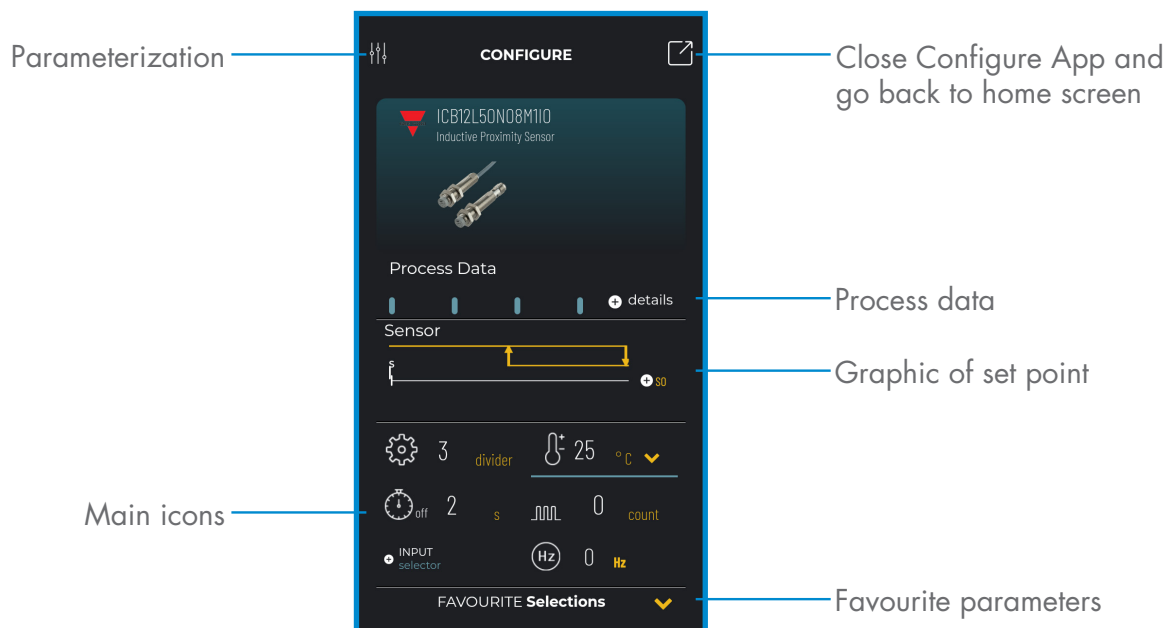 Parameterization
CONFIGURE
Close Configure App and
go back to home screen
ICB12L50N08M1IO
Inductive Proximity Sensor
Process Data
details
Process data
Sensor
s
so
Graphic of set point
3 divider
25 °C
Main icons
off 2 s
0 count
INPUT
selector
Hz 0 Hz
FAVOURITE Selections
Favourite parameters